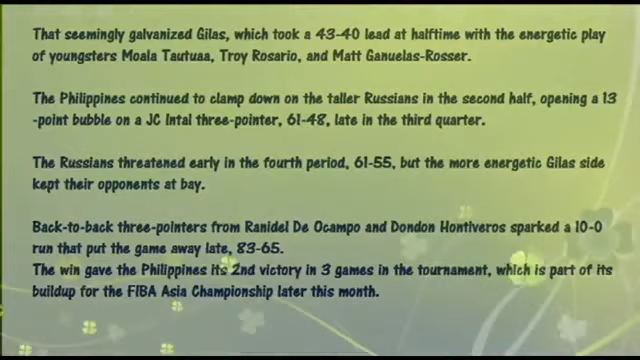 That seemingly galvanized Gilas, which took a 43-40 lead at halftime with the energetic play
of youngsters Moala Tautuaa, Troy Rosario, and Matt Ganuelas-Rosser.
The Philippines continued to clamp down on the taller Russians in the second half, opening a 13
-point bubble on a JC Intal three-pointer, 61-48, late in the third quarter.
The Russians threatened early in the fourth period, 61-55, but the more energetic Gilas side
kept their opponents at bay.
Back-to-back three-pointers from Ranidel De Ocampo and Dondon Hontiveros sparked a 10-0
run that put the game away late, 83-65.
The win gave the Philippines its 2nd victory in 3 games in the tournament, which is part of its
buildup for the FIBA Asia Championship later this month.